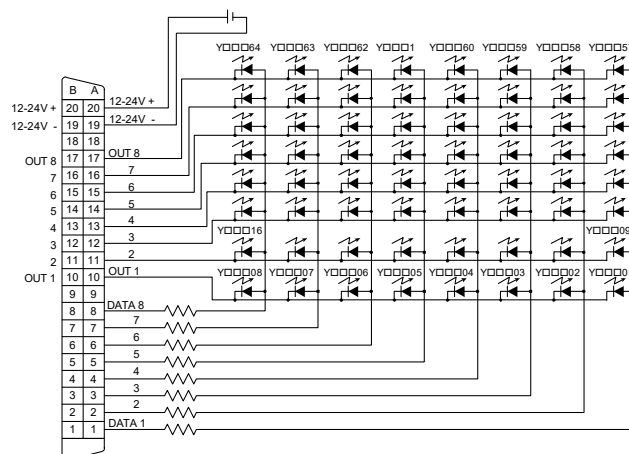 Y□□□64 Y□□□63 Y□□□62 Y□□□1 Y□□□60 Y□□□59 Y□□□58 Y□□□5
B A
12-24V + 20 20 12-24V +
12-24V - 19 19 12-24V -
18 18
OUT 8 17 17 OUT 8
7 16 16 7
6 15 15 6
5 14 14 5
4 13 13 4
3 12 12 3
Y□□□16 Y□□□09
2 11 11 2
OUT 1 10 10 OUT 1
Y□□□08 Y□□□07 Y□□□06 Y□□□05 Y□□□04 Y□□□03 Y□□□02 Y□□□0
9 9
8 8 DATA 8
7 7 7
6 6 6
5 5 5
4 4 4
3 3 3
2 2 2
1 1 DATA 1